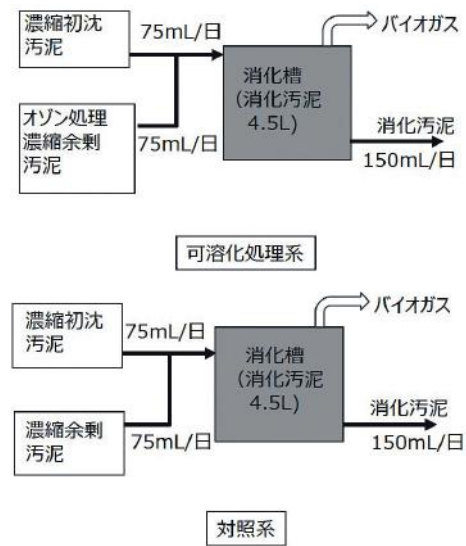 濃縮初沈
汚泥
75mL/日
バイオガス
消化槽
(消化汚泥
4.5L)
オゾン処理
濃縮余剰
汚泥
75mL/日
消化汚泥
150mL/日
可溶化処理系
濃縮初沈
汚泥
75mL/日
バイオガス
消化槽
(消化汚泥
4.5L)
濃縮余剰
汚泥
75mL/日
消化汚泥
150mL/日
対照系